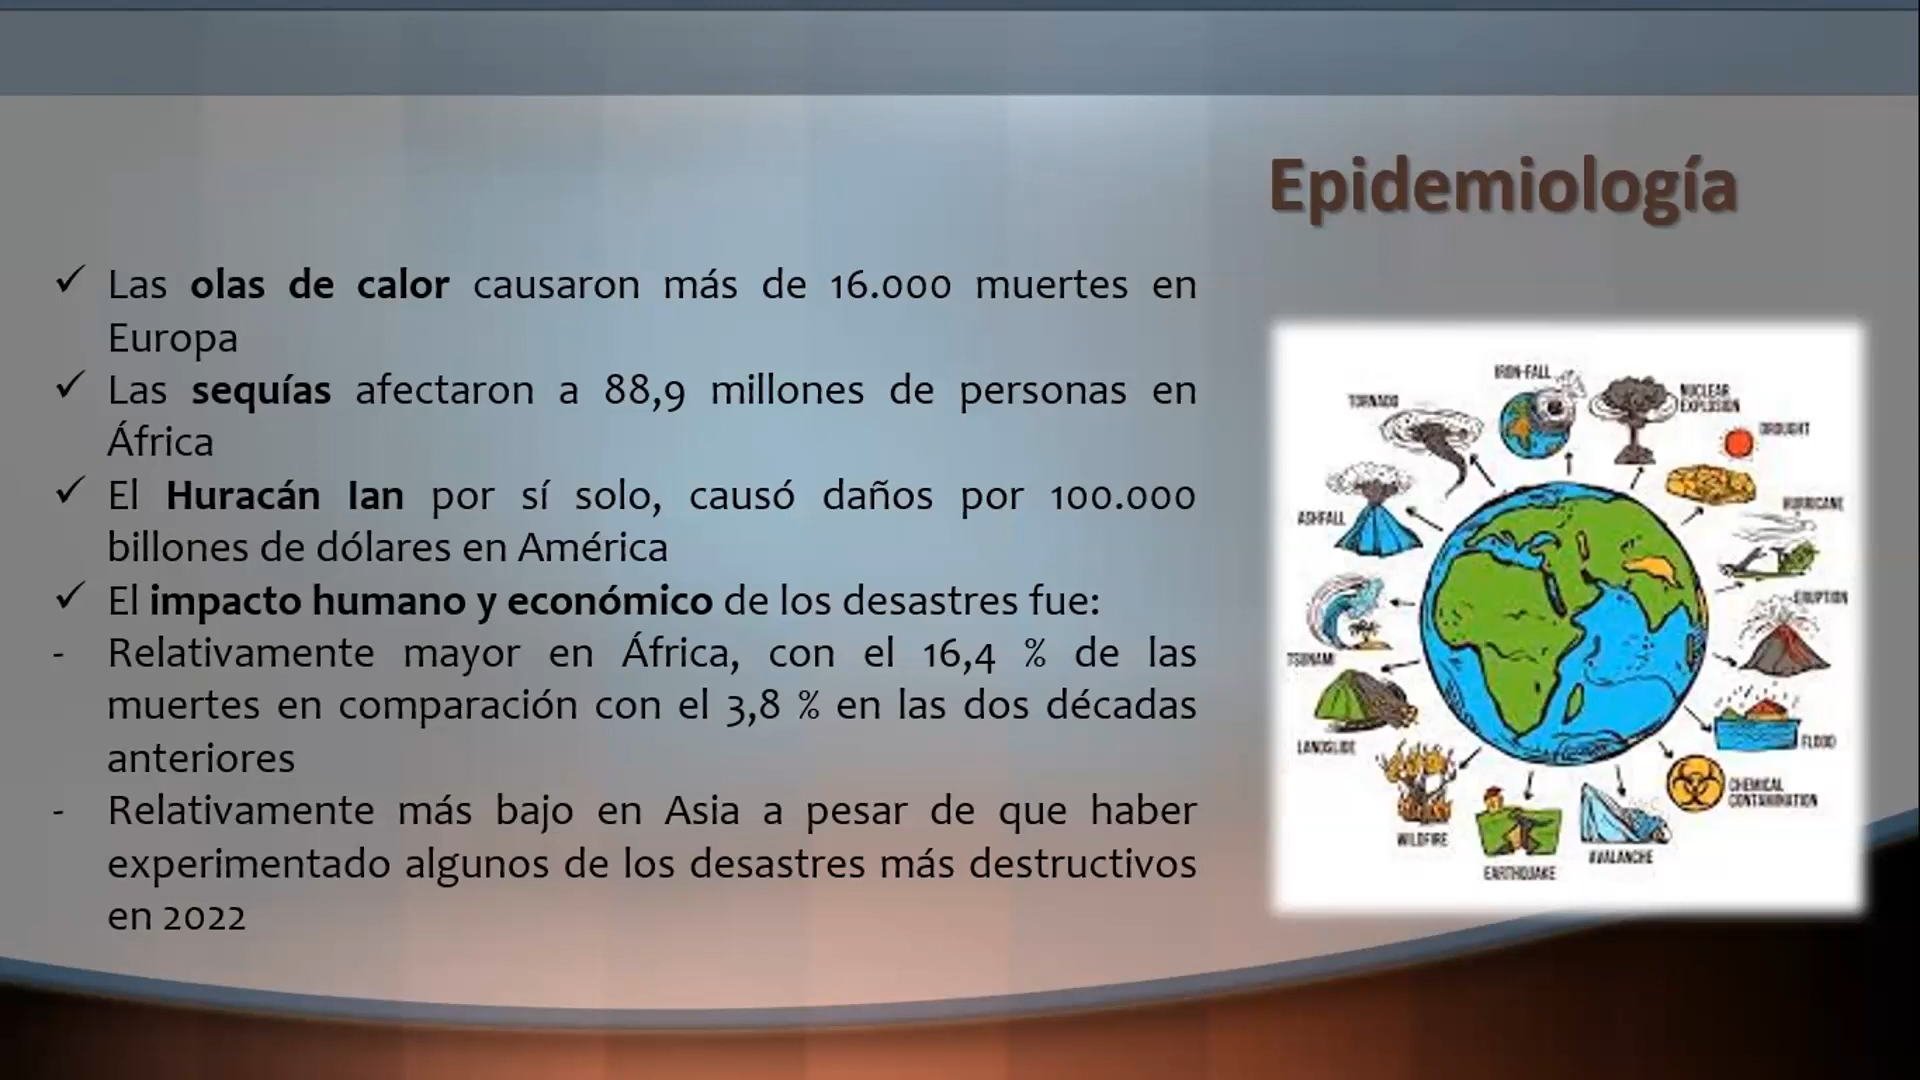 Epidemiología
✓ Las olas de calor causaron más de 16.000 muertes en
Europa
✓ Las sequías afectaron a 88,9 millones de personas en
África
✓ El Huracán Ian por sí solo, causó daños por 100.000
billones de dólares en América
✓ El impacto humano y económico de los desastres fue:
- Relativamente mayor en África, con el 16,4 % de las
muertes en comparación con el 3,8 % en las dos décadas
anteriores
- Relativamente más bajo en Asia a pesar de que haber
experimentado algunos de los desastres más destructivos
en 2022
IRON-FALL
TORNADO
NUCLEAR
EXPLOSION
DROUGHT
HURRICANE
ASHFALL
ERUPTION
TSUNAMI
LANDSLIDE
FLOOD
CHEMICAL
CONTAMINATION
WILDFIRE
AVALANCHE
EARTHQUAKE